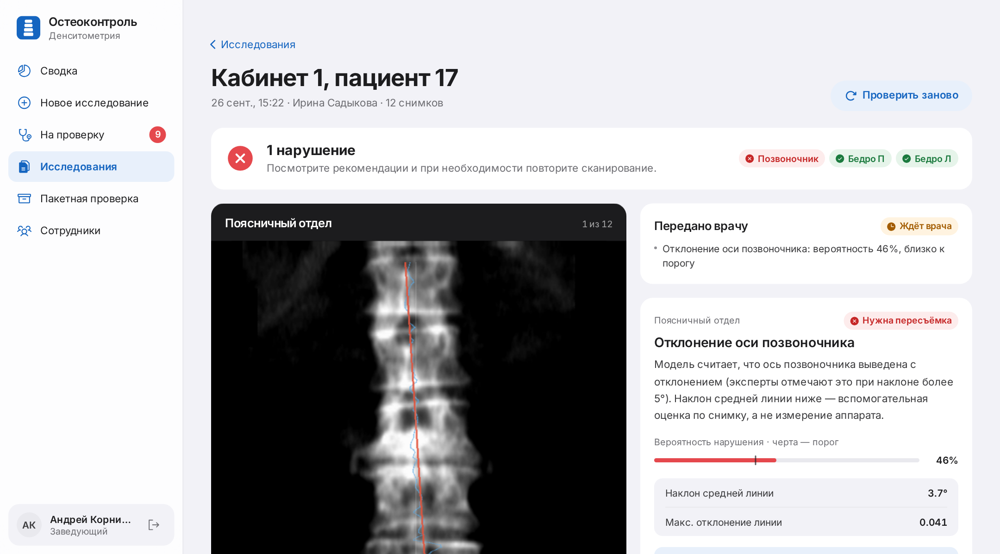 Остеоконтроль
Денситометрия
Сводка
Новое исследование
На проверку
9
Исследования
Пакетная проверка
Сотрудники
АК
Андрей Корни...
Заведующий
Исследования
Кабинет 1, пациент 17
26 сент., 15:22 · Ирина Садыкова · 12 снимков
Проверить заново
1 нарушение
Посмотрите рекомендации и при необходимости повторите сканирование.
Позвоночник
Бедро П
Бедро Л
Поясничный отдел
1 из 12
Передано врачу
Ждёт врача
• Отклонение оси позвоночника: вероятность 46%, близко к
порогу
Поясничный отдел
Нужна пересъёмка
Отклонение оси позвоночника
Модель считает, что ось позвоночника выведена с
отклонением (эксперты отмечают это при наклоне более
5°). Наклон средней линии ниже — вспомогательная
оценка по снимку, а не измерение аппарата.
Вероятность нарушения · черта — порог
46%
Наклон средней линии
3.7°
Макс. отклонение линии
0.041